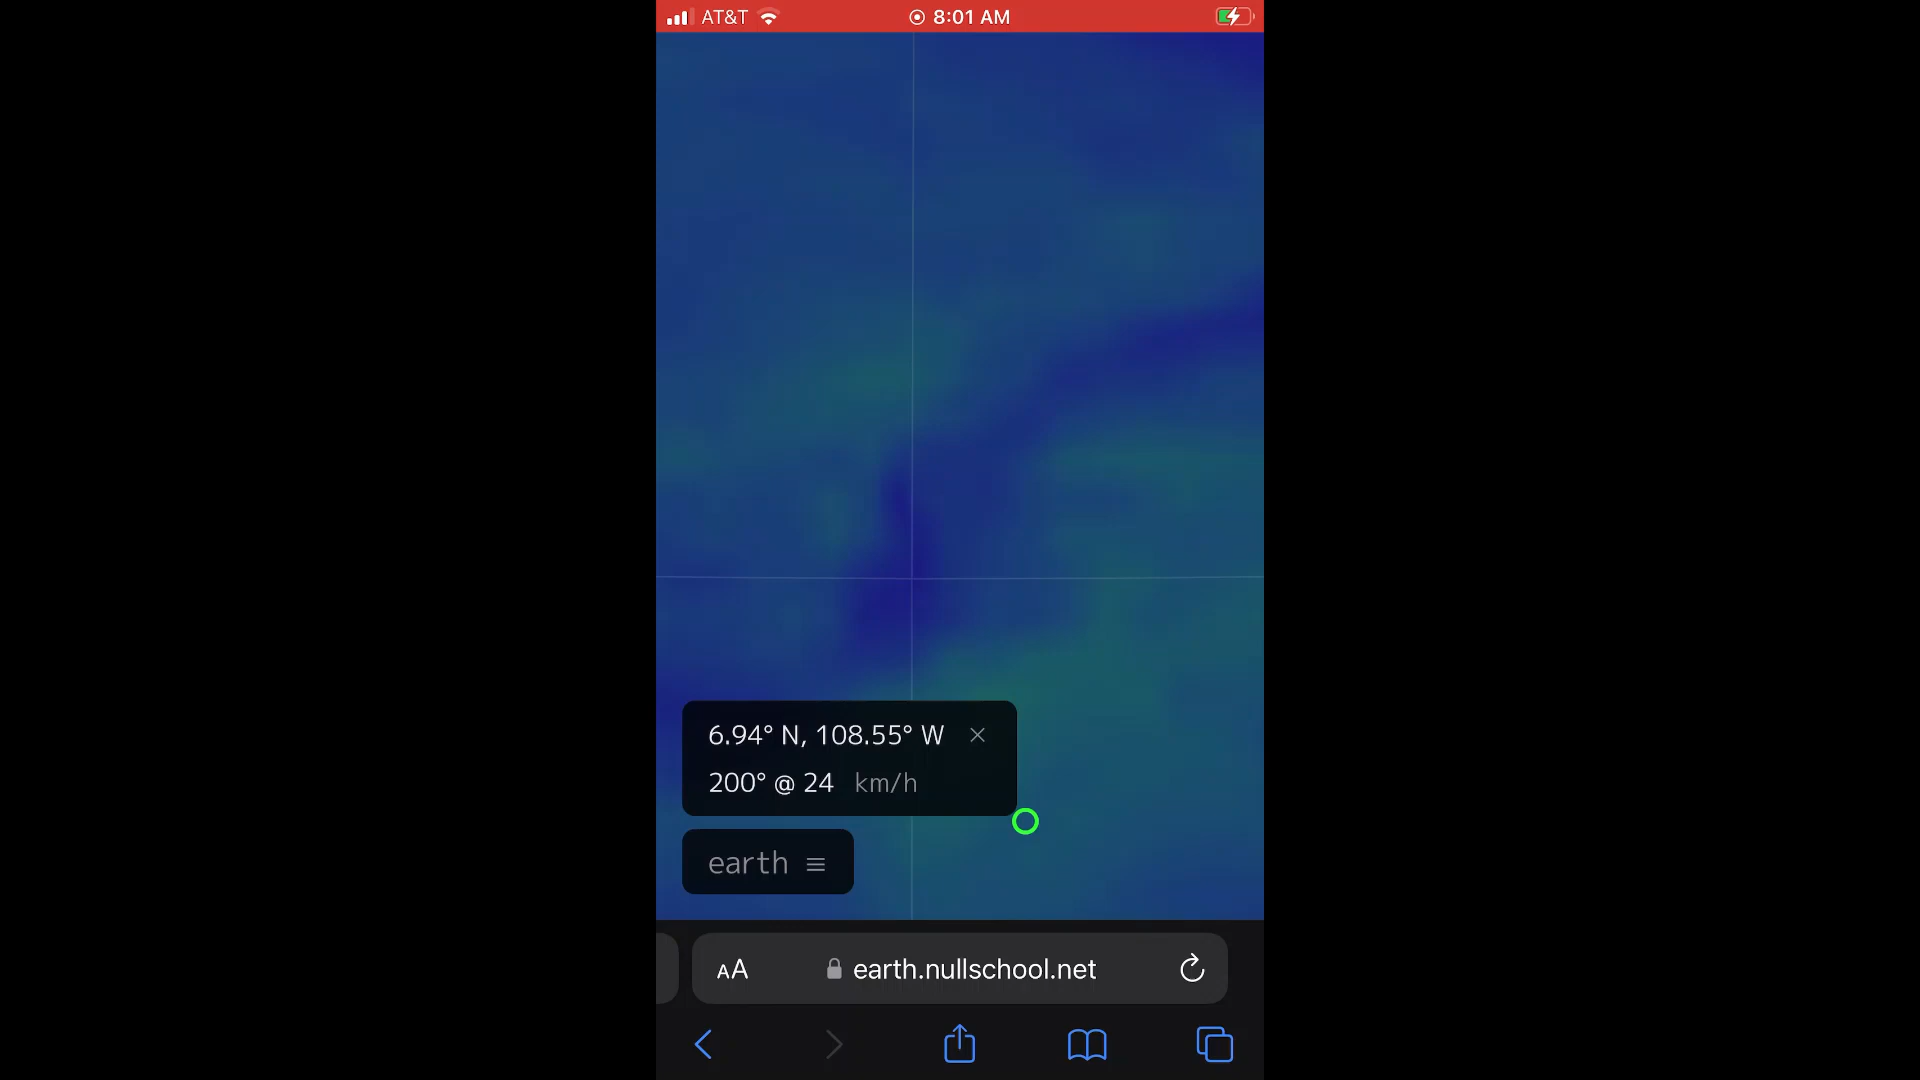 AT&T 8:01 AM
6.94° N, 108.55° W ×
200° @ 24 km/h
earth ≡
AA earth.nullschool.net